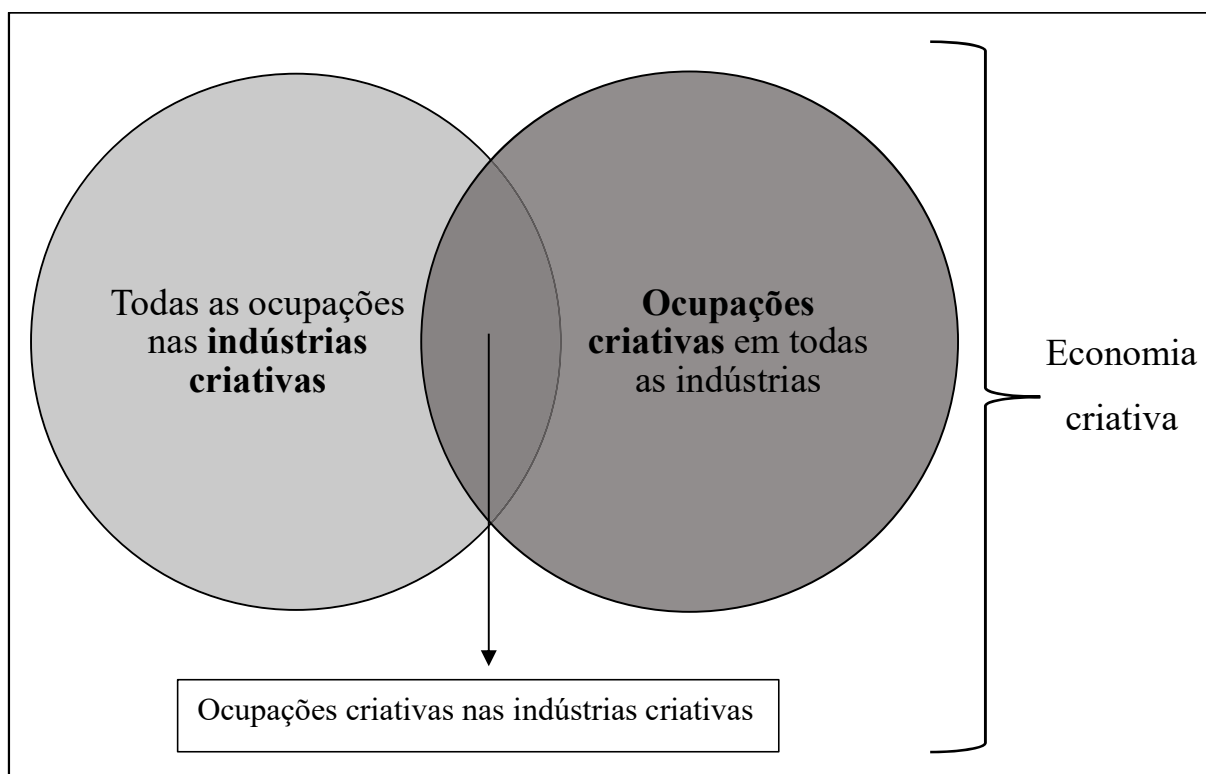 Todas as ocupações
nas indústrias
criativas
Ocupações
criativas em todas
as indústrias
Economia
criativa
Ocupações criativas nas indústrias criativas